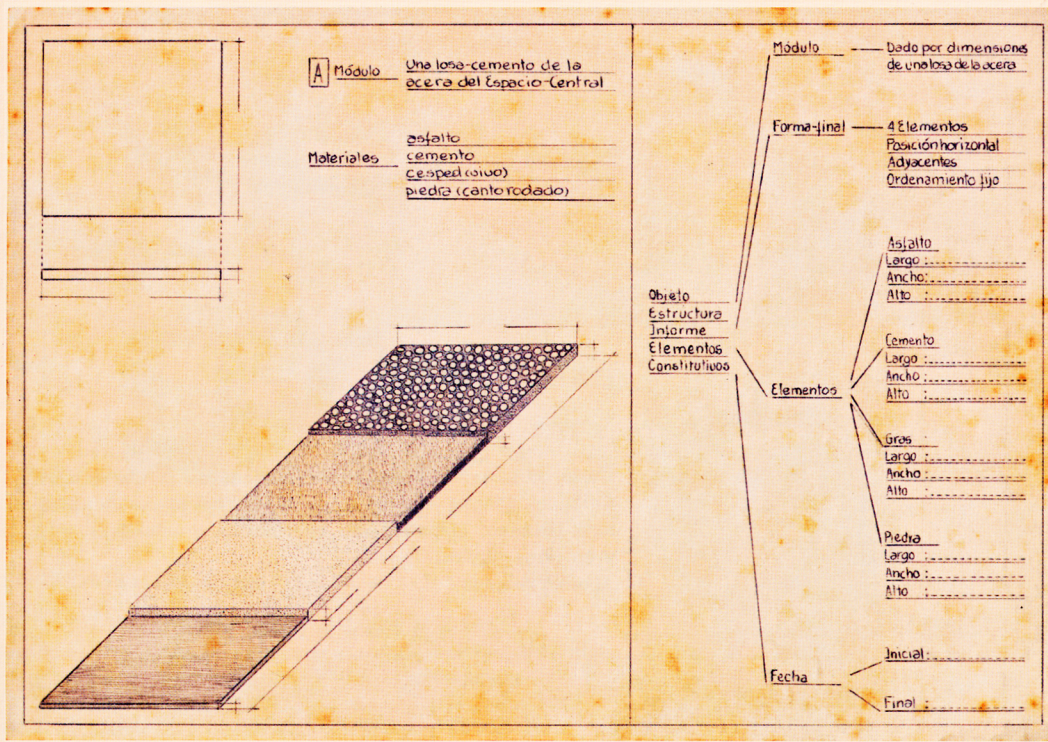 A Módulo
Una losa-cemento de la
acera del Espacio-Central
Materiales
asfalto
cemento
cesped (vivo)
piedra (canto rodado)
Objeto
Estructura
Informe
Elementos
Constitutivos
Módulo
Dado por dimensiones
de una losa de la acera
Forma-final
4 Elementos
Posición horizontal
Adyacentes
Ordenamiento fijo
Elementos
Asfalto
Largo :
Ancho:
Alto :
Cemento
Largo :
Ancho :
Alto :
Gras
Largo :
Ancho :
Alto :
Piedra
Largo :
Ancho :
Alto :
Fecha
Inicial:
Final :